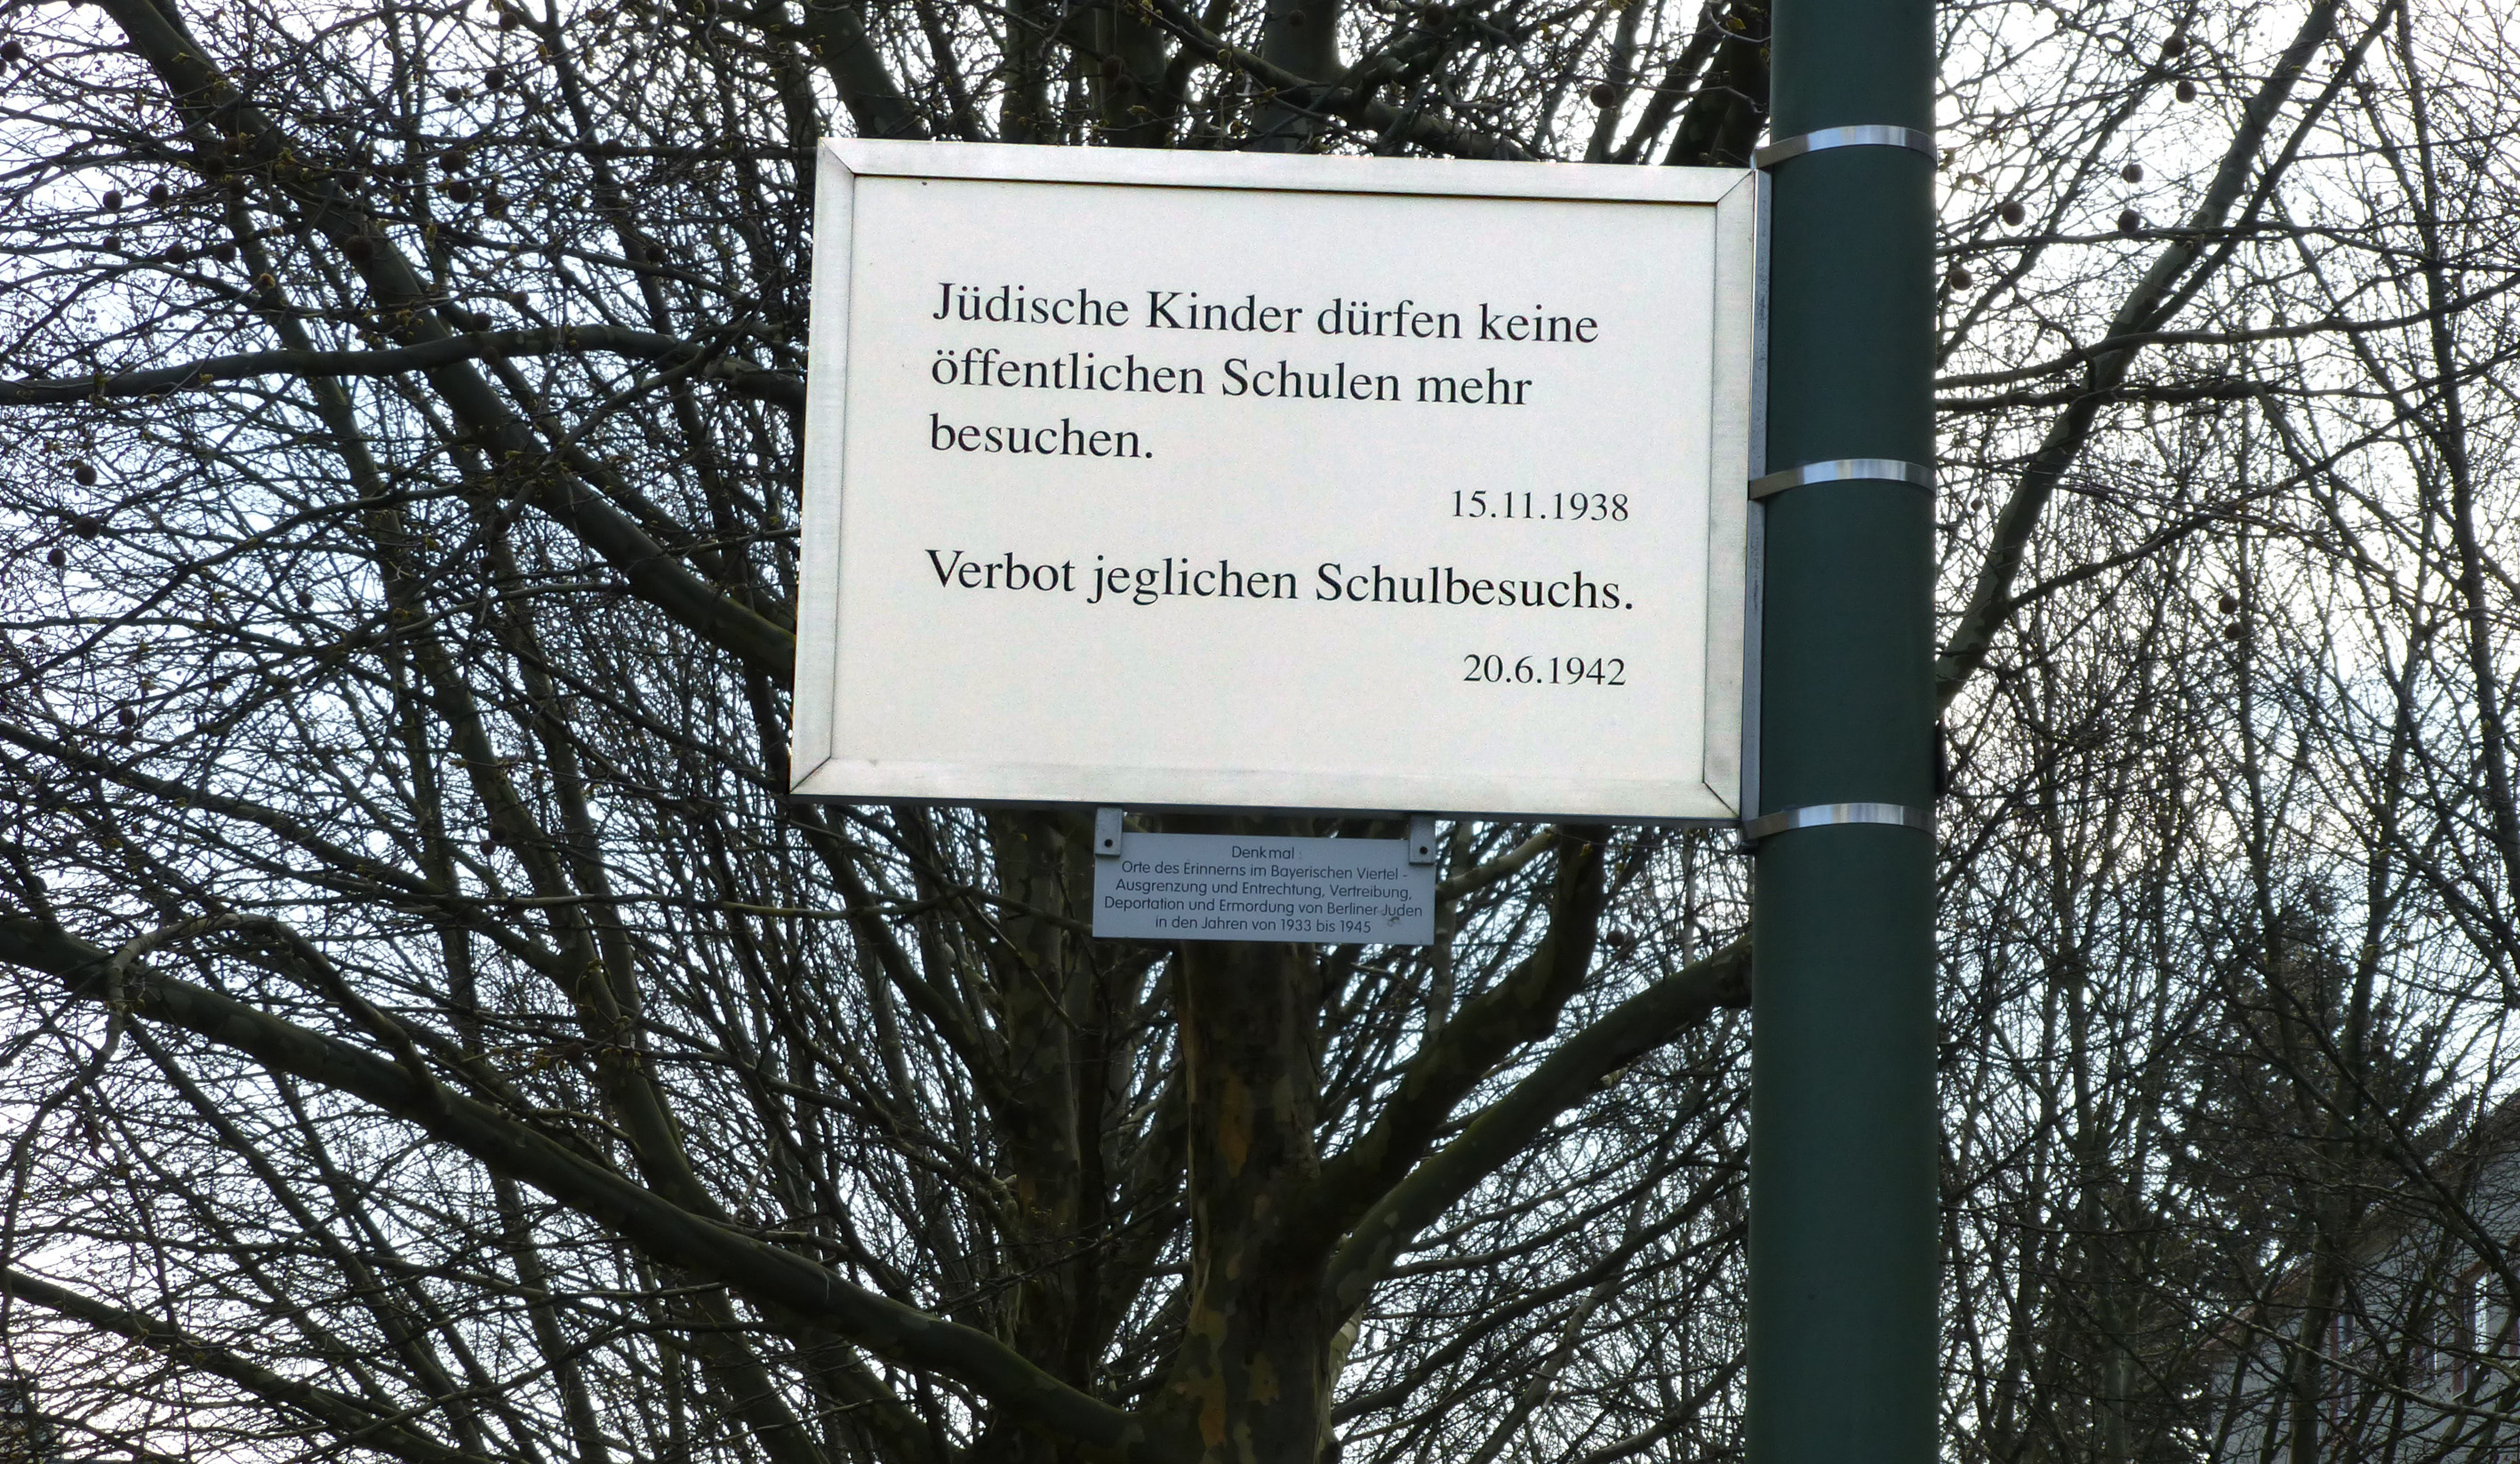 Jüdische Kinder dürfen keine
öffentlichen Schulen mehr
besuchen.
15.11.1938
Verbot jeglichen Schulbesuchs.
20.6.1942
Denkmal :
Orte des Erinnerns im Bayerischen Viertel -
Ausgrenzung und Entrechtung, Vertreibung,
Deportation und Ermordung von Berliner Juden
in den Jahren von 1933 bis 1945